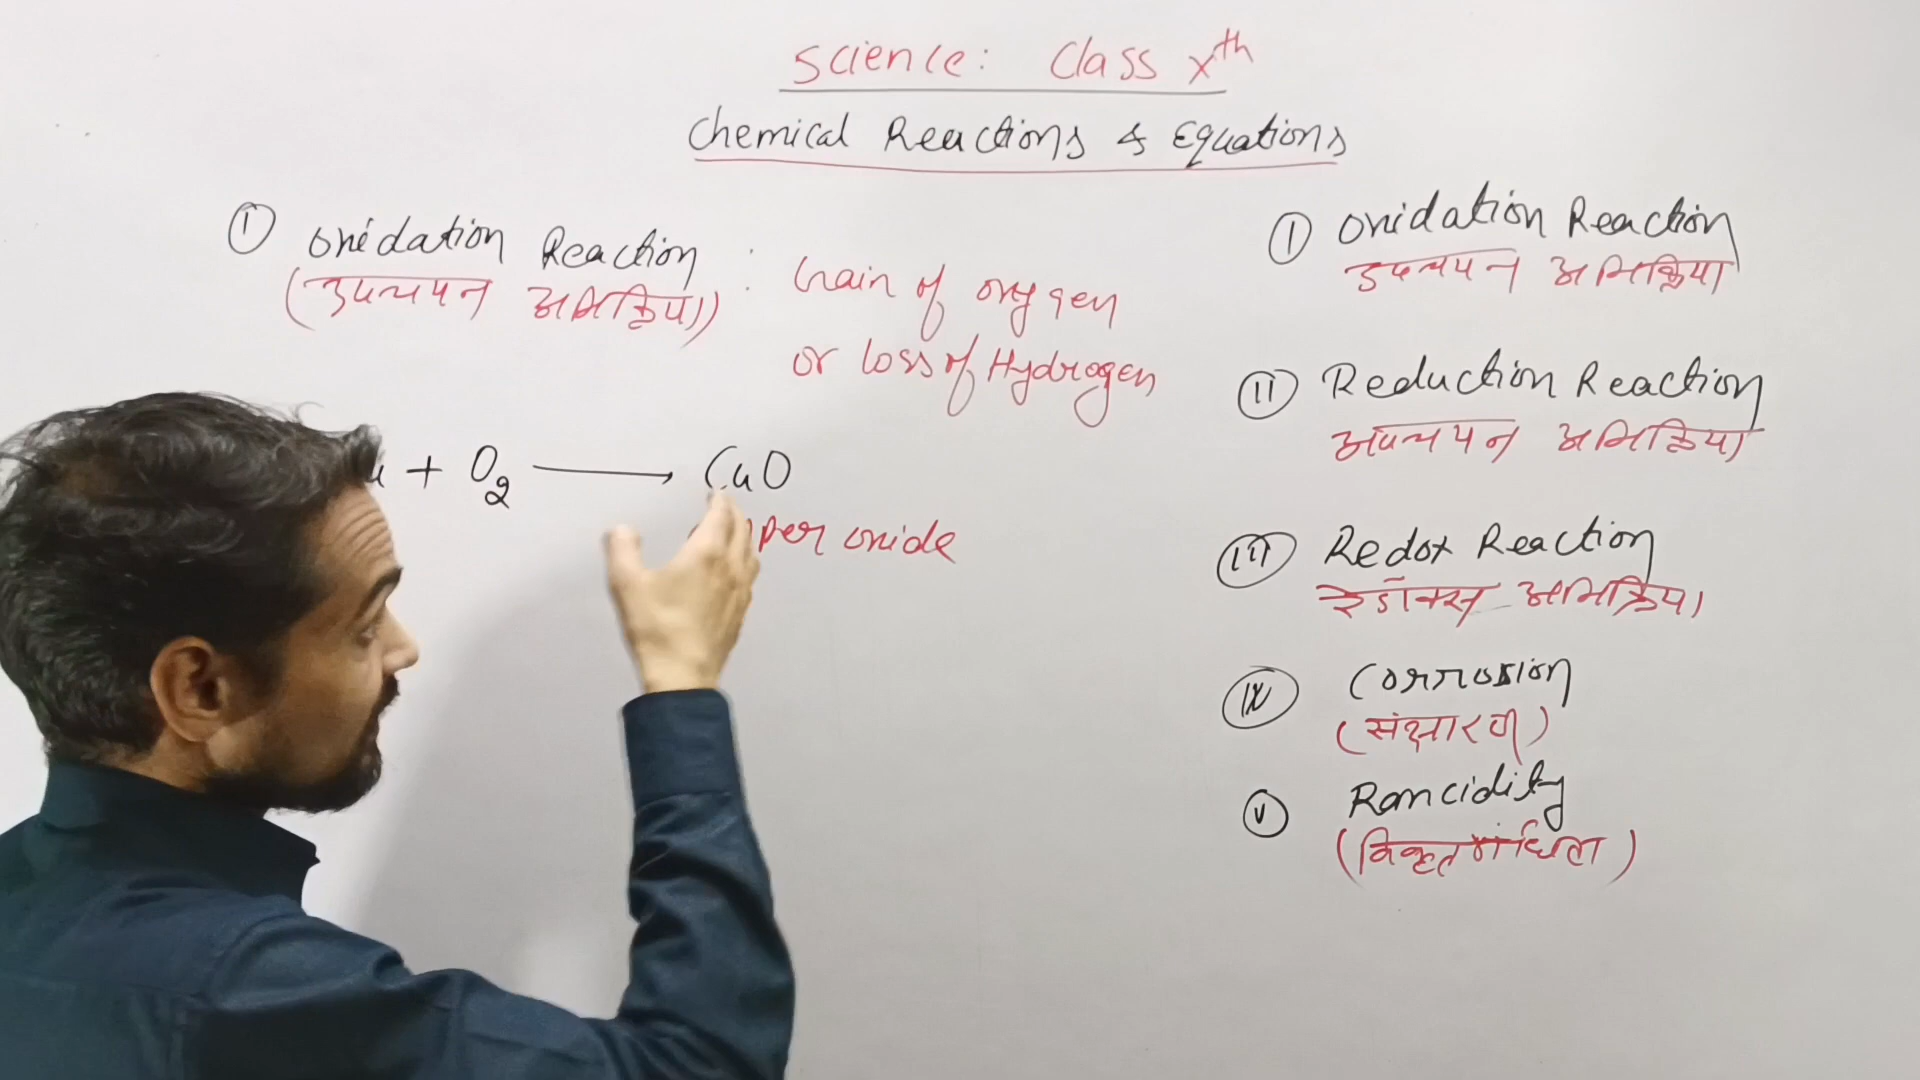 Science: Class Xth
Chemical Reactions & Equations
① Oxidation Reaction : Gain of oxygen
(उपचयन अभिक्रिया)
or loss of Hydrogen
+ O2 ⟶ CuO
per oxide
Ⓘ Oxidation Reaction
उपचयन अभिक्रिया
(II) Reduction Reaction
अपचयन अभिक्रिया
(III) Redox Reaction
रेडॉक्स अभिक्रिया
(IV) Corrosion
(संक्षारण)
(V) Rancidity
(विकृतगंधिता)